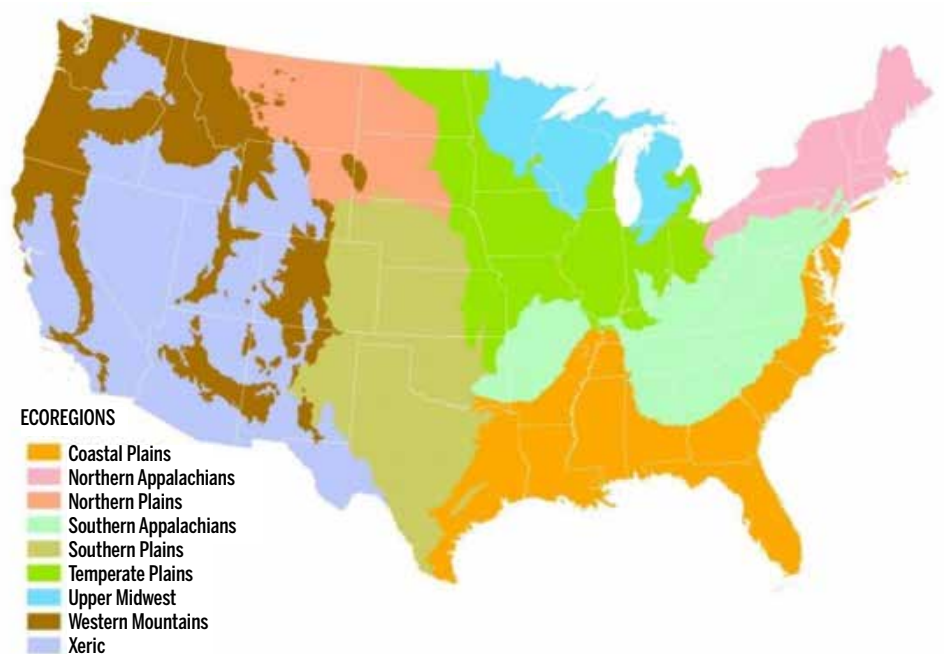 ECOREGIONS
Coastal Plains
Northern Appalachians
Northern Plains
Southern Appalachians
Southern Plains
Temperate Plains
Upper Midwest
Western Mountains
Xeric